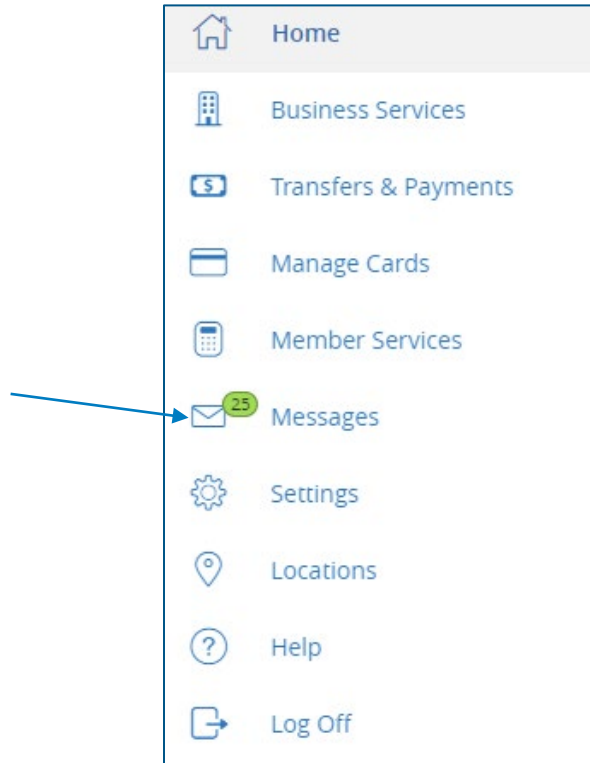 Home
Business Services
$
Transfers & Payments
Manage Cards
Member Services
25
Messages
Settings
Locations
?
Help
Log Off